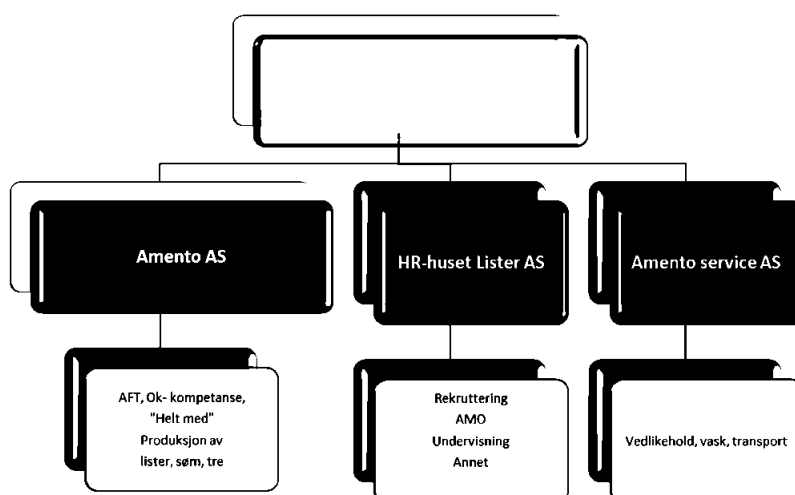 Amento AS
HR-huset Lister AS
Amento service AS
AFT, Ok- kompetanse,
"Helt med"
Produksjon av
lister, søm, tre
Rekruttering
AMO
Undervisning
Annet
Vedlikehold, vask, transport